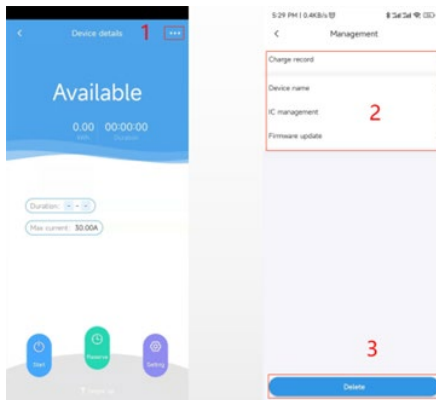 Device details
1
...
Available
0.00 00:00:00
kWh Duration
Duration: - - -
Max current: 30.00A
Start
Reserve
Setting
5:29 PM | 0.4KB/s
Management
Charge record
Device name
IC management
2
Firmware update
3
Delete